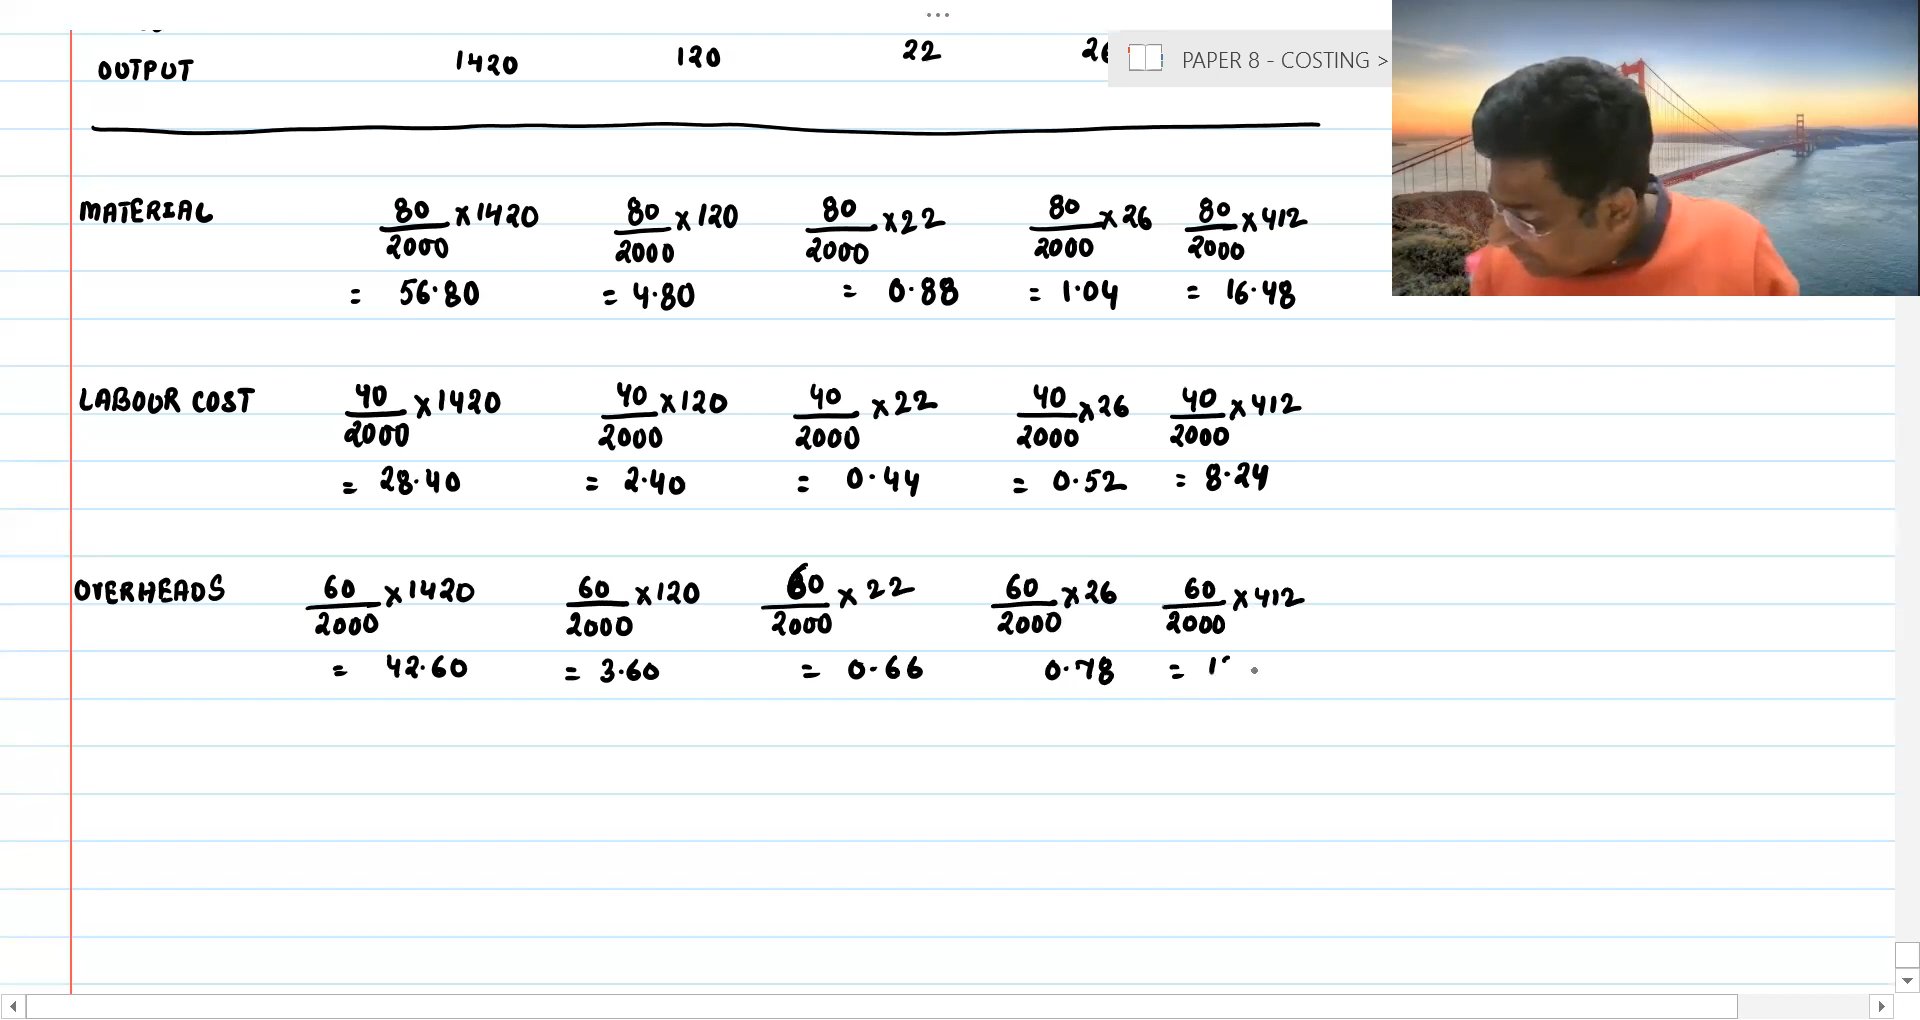 OUTPUT 1420 120 22 26
PAPER 8 - COSTING >
MATERIAL 80/2000 x 1420 80/2000 x 120 80/2000 x 22 80/2000 x 26 80/2000 x 412
= 56.80 = 4.80 = 0.88 = 1.04 = 16.48
LABOUR COST 40/2000 x 1420 40/2000 x 120 40/2000 x 22 40/2000 x 26 40/2000 x 412
= 28.40 = 2.40 = 0.44 = 0.52 = 8.24
OVERHEADS 60/2000 x 1420 60/2000 x 120 60/2000 x 22 60/2000 x 26 60/2000 x 412
= 42.60 = 3.60 = 0.66 0.78 = 1